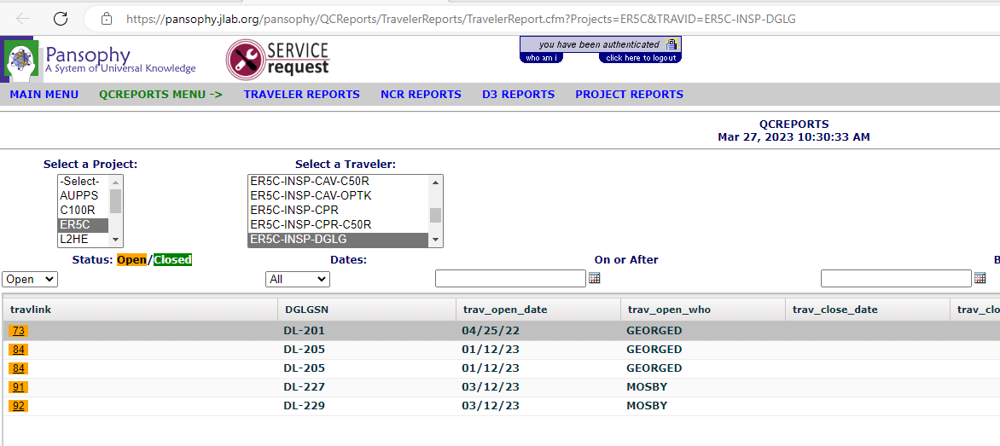 https://pansophy.jlab.org/pansophy/QCReports/TravelerReports/TravelerReport.cfm?Projects=ER5C&TRAVID=ER5C-INSP-DGLG
Pansophy
A System of Universal Knowledge
SERVICE
request
you have been authenticated
who am i click here to logout
MAIN MENU QCREPORTS MENU -> TRAVELER REPORTS NCR REPORTS D3 REPORTS PROJECT REPORTS
QCREPORTS
Mar 27, 2023 10:30:33 AM
Select a Project: Select a Traveler:
-Select- ER5C-INSP-CAV-C50R
AUPPS ER5C-INSP-CAV-OPTK
C100R ER5C-INSP-CPR
ER5C ER5C-INSP-CPR-C50R
L2HE ER5C-INSP-DGLG
Status: Open/Closed Dates: On or After B
Open All
travlink DGLGSN trav_open_date trav_open_who trav_close_date trav_clo
73 DL-201 04/25/22 GEORGED
84 DL-205 01/12/23 GEORGED
84 DL-205 01/12/23 GEORGED
91 DL-227 03/12/23 MOSBY
92 DL-229 03/12/23 MOSBY